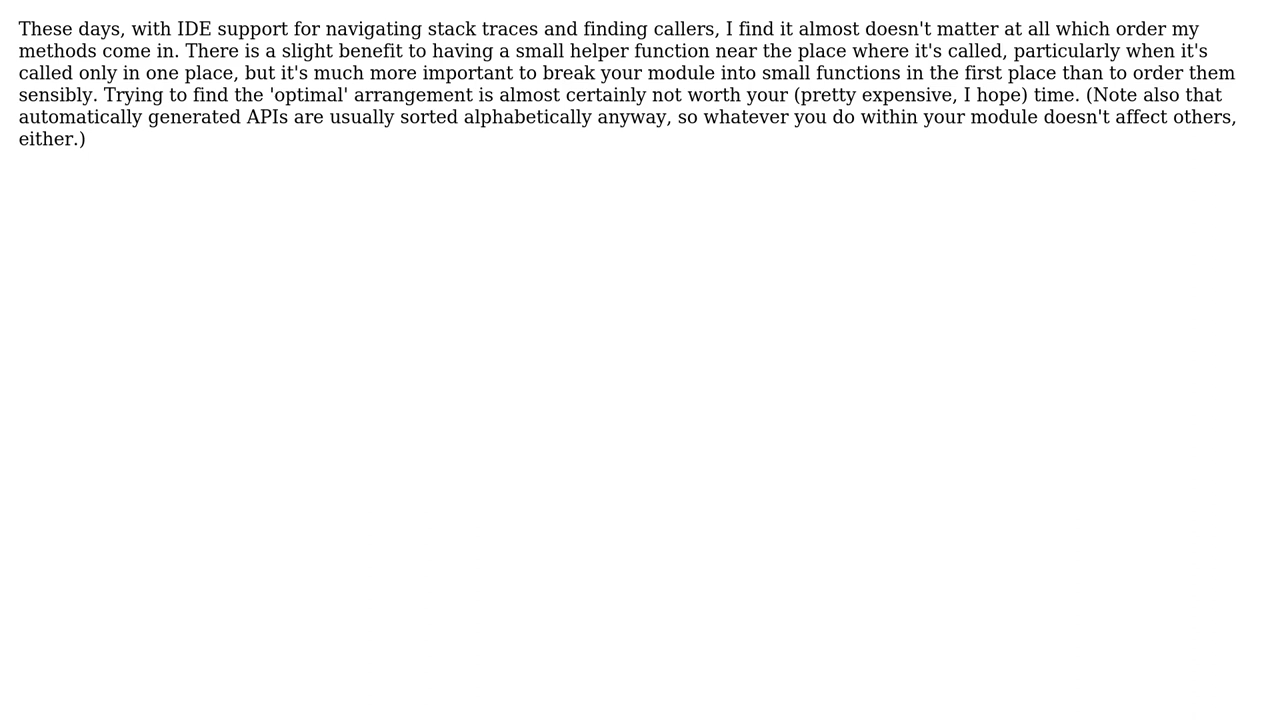 These days, with IDE support for navigating stack traces and finding callers, I find it almost doesn't matter at all which order my
methods come in. There is a slight benefit to having a small helper function near the place where it's called, particularly when it's
called only in one place, but it's much more important to break your module into small functions in the first place than to order them
sensibly. Trying to find the 'optimal' arrangement is almost certainly not worth your (pretty expensive, I hope) time. (Note also that
automatically generated APIs are usually sorted alphabetically anyway, so whatever you do within your module doesn't affect others,
either.)